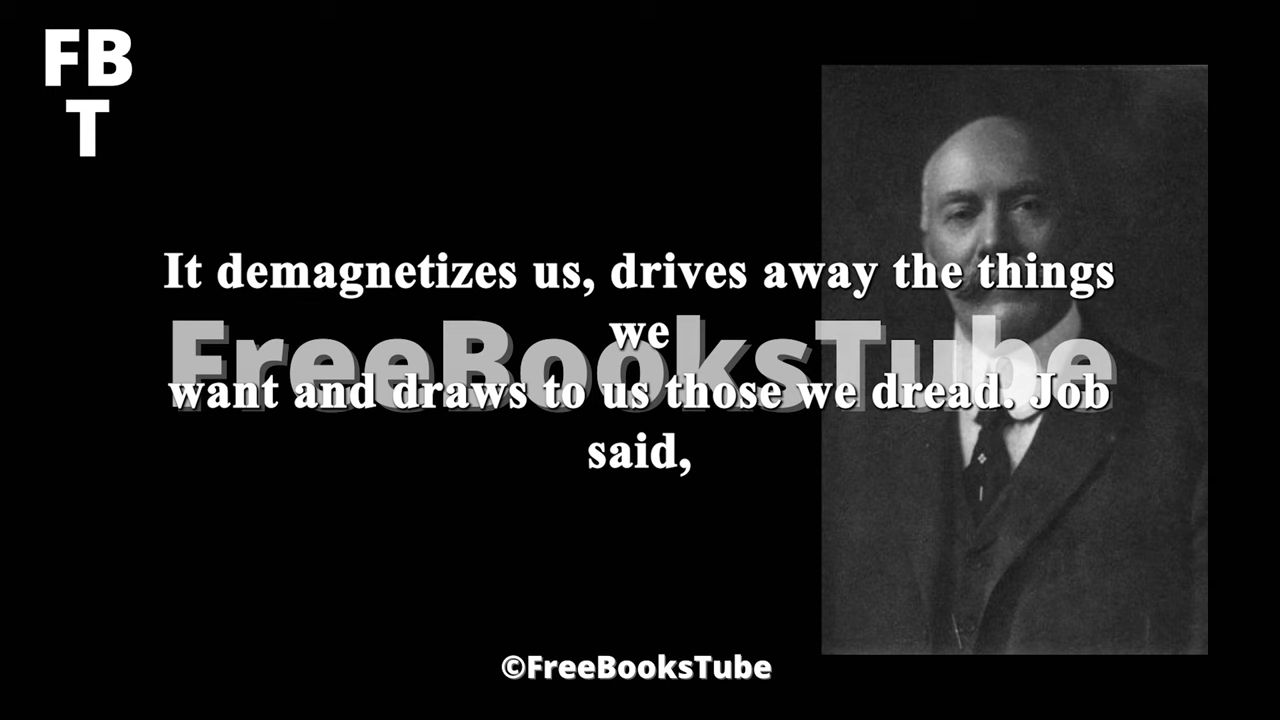 FB
T
It demagnetizes us, drives away the things
we
FreeBooksTube
want and draws to us those we dread. Job
said,
©FreeBooksTube